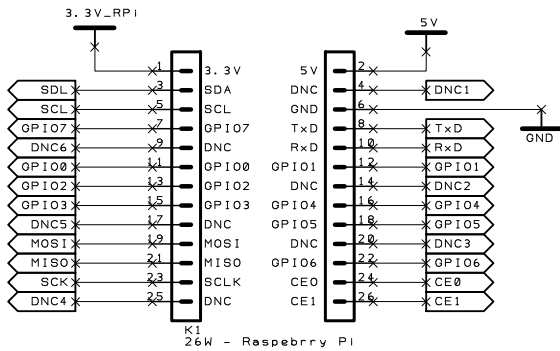 3.3V_RPi
5V
1 3.3V 5V 2
SDL 3 SDA DNC 4 DNC1
SCL 5 SCL GND 6
GPIO7 7 GPIO7 TxD 8 TxD
GND
DNC6 9 DNC RxD 10 RxD
GPIO0 11 GPIO0 GPIO1 12 GPIO1
GPIO2 13 GPIO2 DNC 14 DNC2
GPIO3 15 GPIO3 GPIO4 16 GPIO4
DNC5 17 DNC GPIO5 18 GPIO5
MOSI 19 MOSI DNC 20 DNC3
MISO 21 MISO GPIO6 22 GPIO6
SCK 23 SCLK CE0 24 CE0
DNC4 25 DNC CE1 26 CE1
K1
26W - Raspebrry Pi